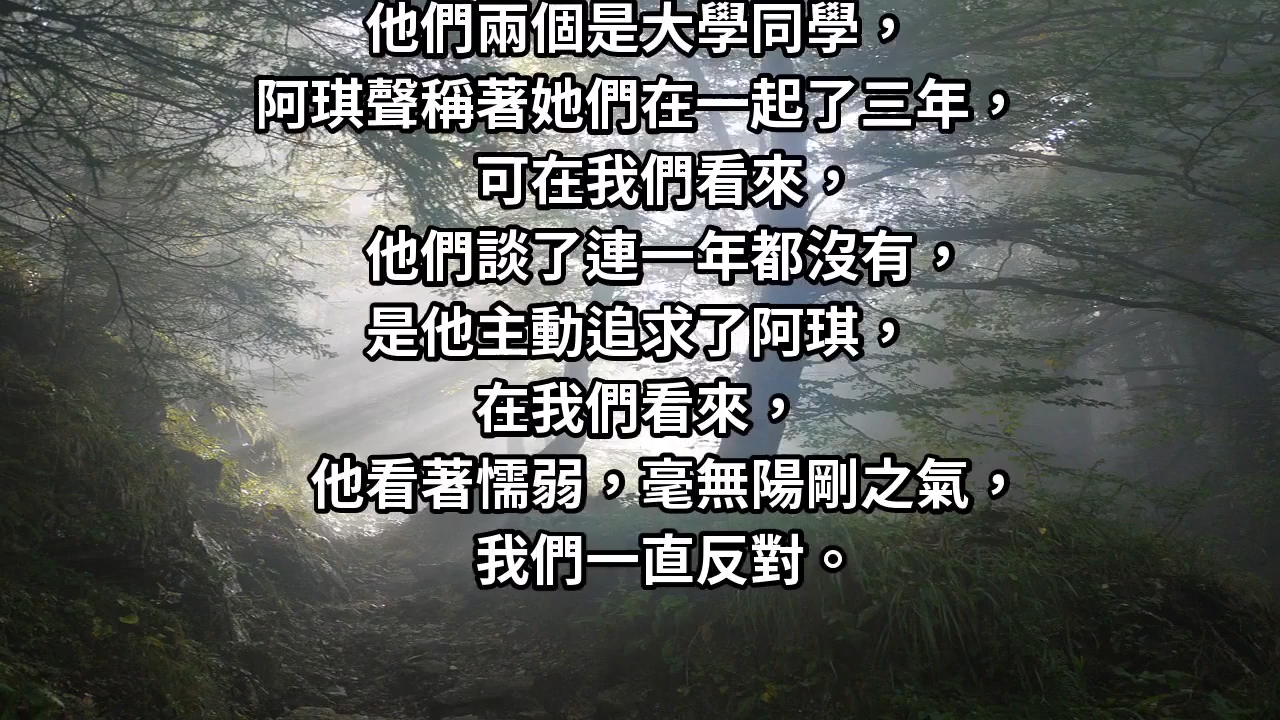 他們兩個是大學同學，
阿琪聲稱著她們在一起了三年，
可在我們看來，
他們談了連一年都沒有，
是他主動追求了阿琪，
在我們看來，
他看著懦弱，毫無陽剛之氣，
我們一直反對。